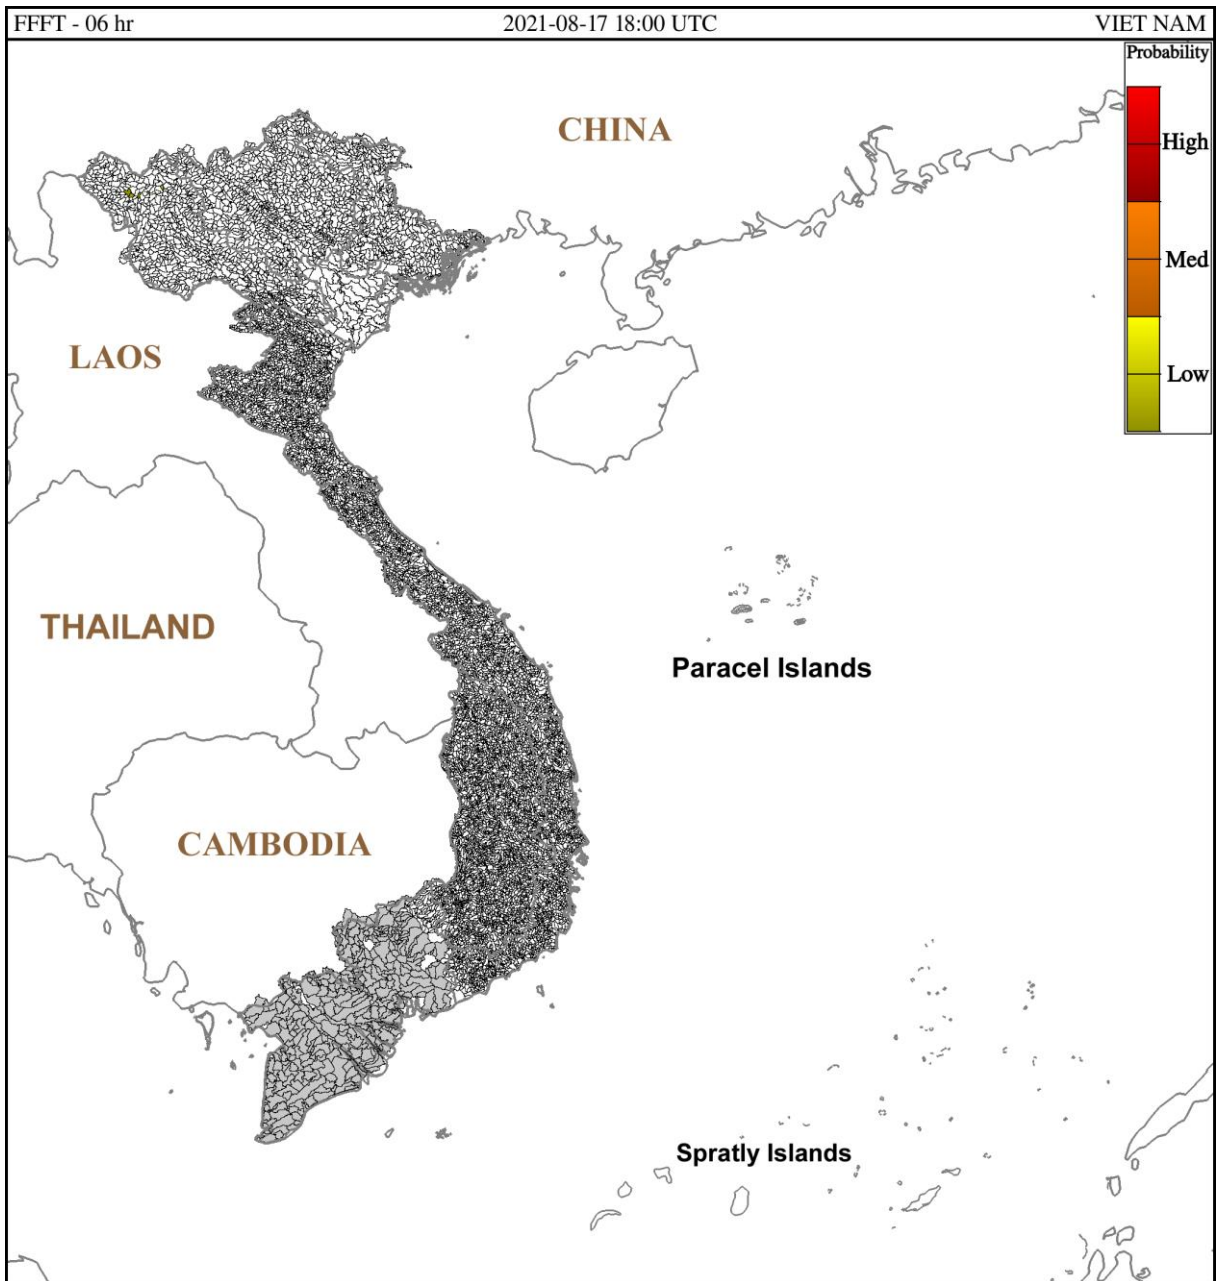 FFFT - 06 hr 2021-08-17 18:00 UTC VIET NAM
Probability
CHINA
High
Med
LAOS
Low
THAILAND
Paracel Islands
CAMBODIA
Spratly Islands